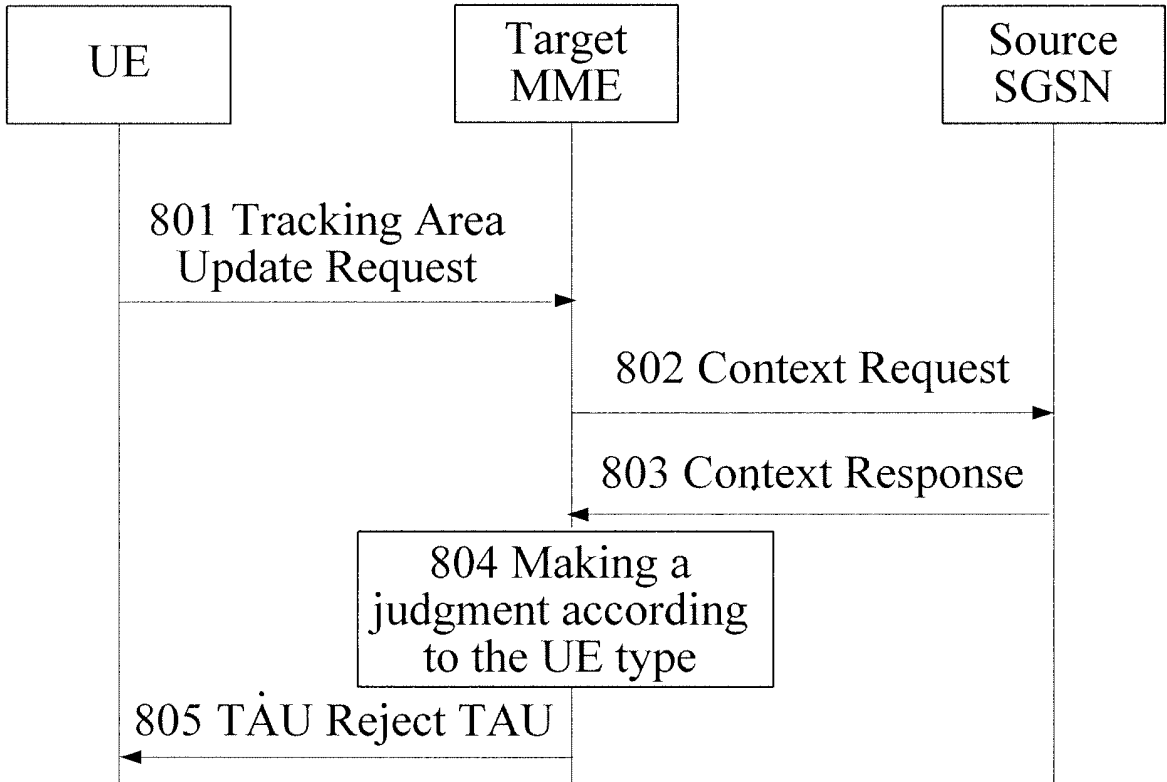 UE
Target
MME
Source
SGSN
801 Tracking Area
Update Request
802 Context Request
803 Context Response
804 Making a
judgment according
to the UE type
805 TAU Reject TAU